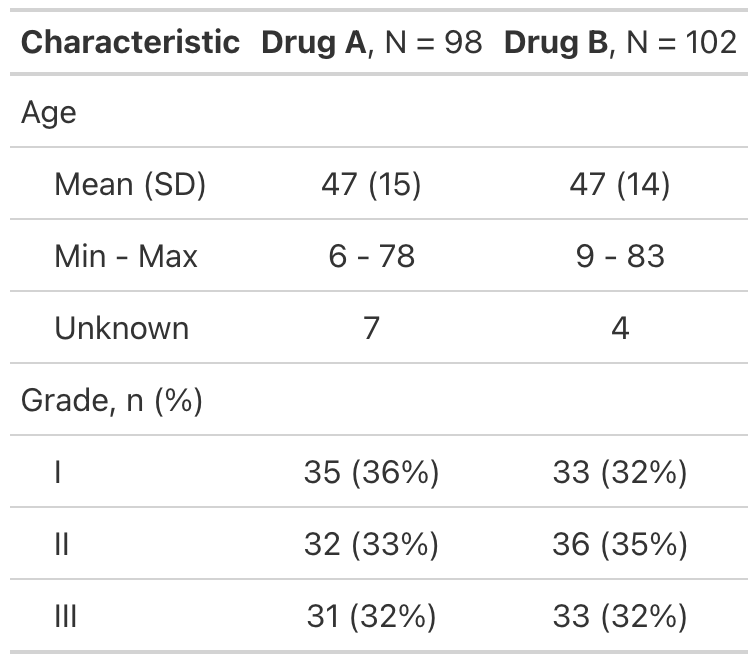 Characteristic Drug A, N = 98 Drug B, N = 102
Age
Mean (SD) 47 (15) 47 (14)
Min - Max 6 - 78 9 - 83
Unknown 7 4
Grade, n (%)
I 35 (36%) 33 (32%)
II 32 (33%) 36 (35%)
III 31 (32%) 33 (32%)